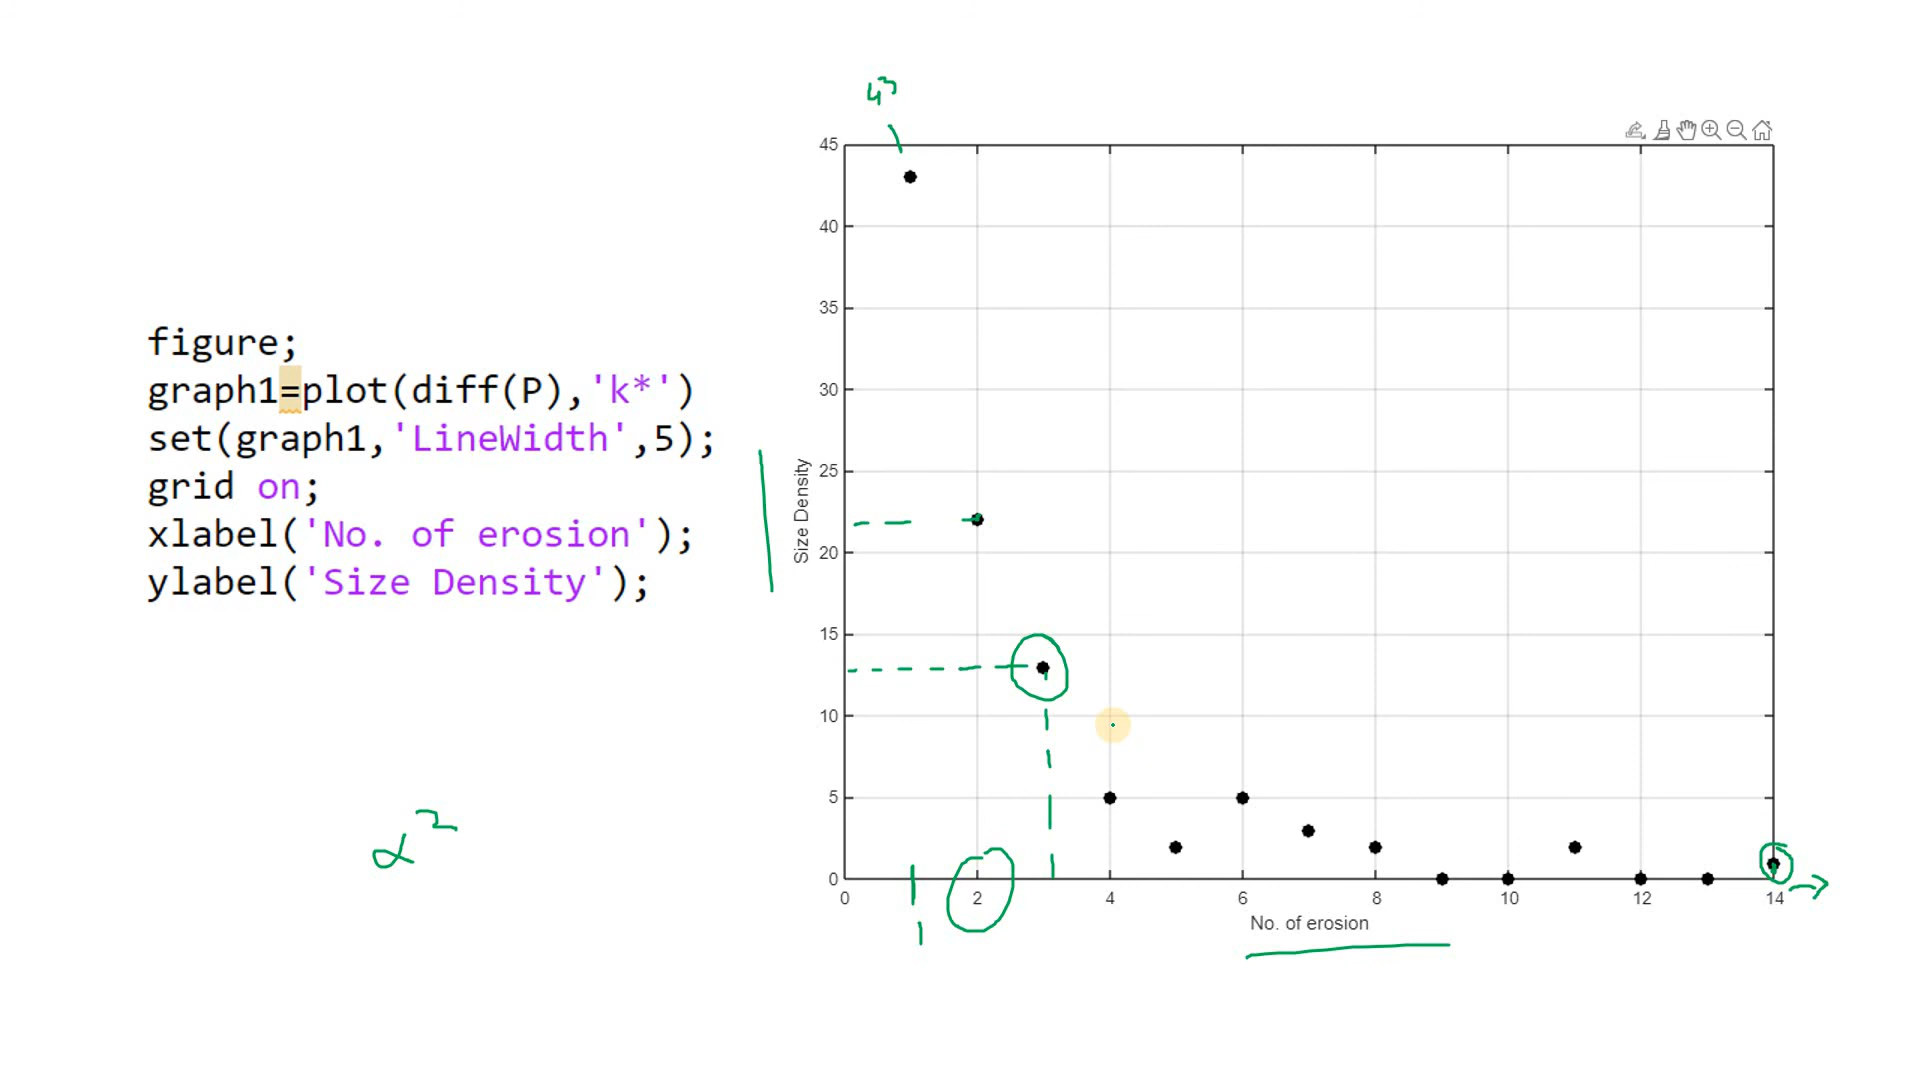 figure;
graph1=plot(diff(P),'k*')
set(graph1,'LineWidth',5);
grid on;
xlabel('No. of erosion');
ylabel('Size Density');
43
45
40
35
30
25
20
15
10
5
0
Size Density
0 2 4 6 8 10 12 14
No. of erosion
1